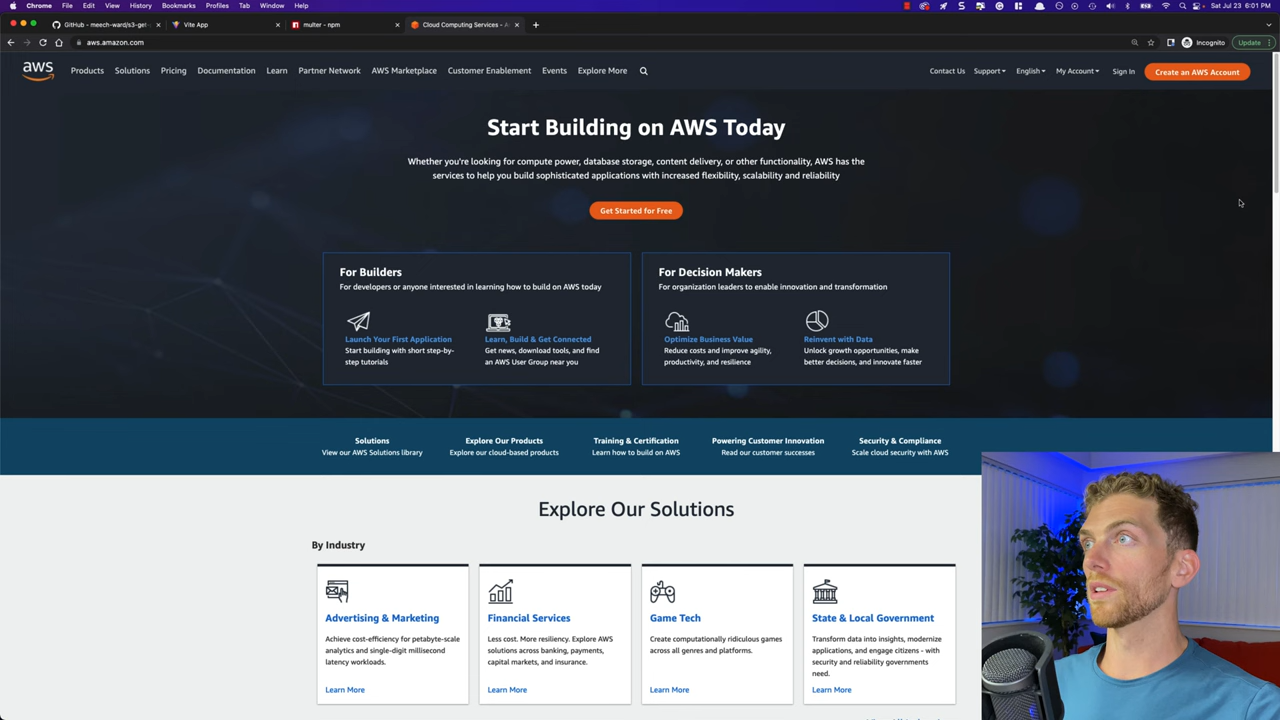 Chrome File Edit View History Bookmarks Profiles Tab Window Help
Sat Jul 23 6:01 PM
GitHub - meech-ward/s3-get
Vite App
multer - npm
Cloud Computing Services - A
aws.amazon.com
Incognito
Update
aws
Products Solutions Pricing Documentation Learn Partner Network AWS Marketplace Customer Enablement Events Explore More
Contact Us Support English My Account Sign In Create an AWS Account
Start Building on AWS Today
Whether you're looking for compute power, database storage, content delivery, or other functionality, AWS has the
services to help you build sophisticated applications with increased flexibility, scalability and reliability
Get Started for Free
For Builders
For developers or anyone interested in learning how to build on AWS today
Launch Your First Application
Start building with short step-by-
step tutorials
Learn, Build & Get Connected
Get news, download tools, and find
an AWS User Group near you
For Decision Makers
For organization leaders to enable innovation and transformation
Optimize Business Value
Reduce costs and improve agility,
productivity, and resilience
Reinvent with Data
Unlock growth opportunities, make
better decisions, and innovate faster
Solutions
View our AWS Solutions library
Explore Our Products
Explore our cloud-based products
Training & Certification
Learn how to build on AWS
Powering Customer Innovation
Read our customer successes
Security & Compliance
Scale cloud security with AWS
Explore Our Solutions
By Industry
Advertising & Marketing
Achieve cost-efficiency for petabyte-scale
analytics and single-digit millisecond
latency workloads.
Learn More
Financial Services
Less cost. More resiliency. Explore AWS
solutions across banking, payments,
capital markets, and insurance.
Learn More
Game Tech
Create computationally ridiculous games
across all genres and platforms.
Learn More
State & Local Government
Transform data into insights, modernize
applications, and engage citizens - with
security and reliability governments
need.
Learn More